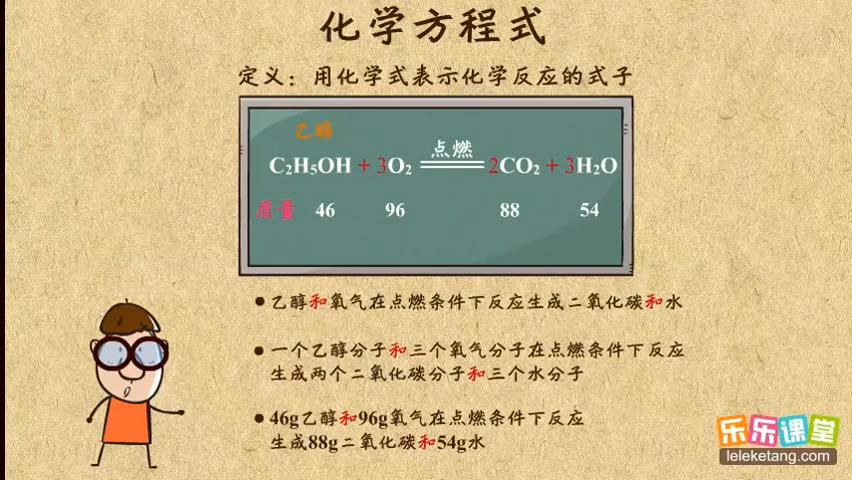 化学方程式
定义：用化学式表示化学反应的式子
乙醇
点燃
C₂H₅OH + 3O₂ ═══ 2CO₂ + 3H₂O
质量 46 96 88 54
●乙醇和氧气在点燃条件下反应生成二氧化碳和水
●一个乙醇分子和三个氧气分子在点燃条件下反应
生成两个二氧化碳分子和三个水分子
●46g乙醇和96g氧气在点燃条件下反应
生成88g二氧化碳和54g水
乐乐课堂
leleketang.com